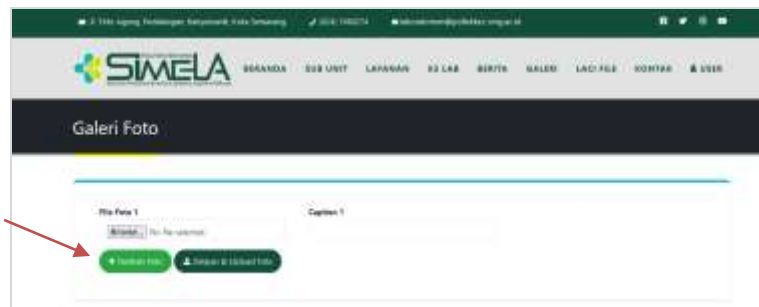 SIMELA BERANDA SUB UNIT LAYANAN K3 LAB BERITA GALERI LACI FILE KONTAK USER
Galeri Foto
File Foto 1 Caption 1
Browse... No file selected.
Tambah Foto Simpan & Upload Foto